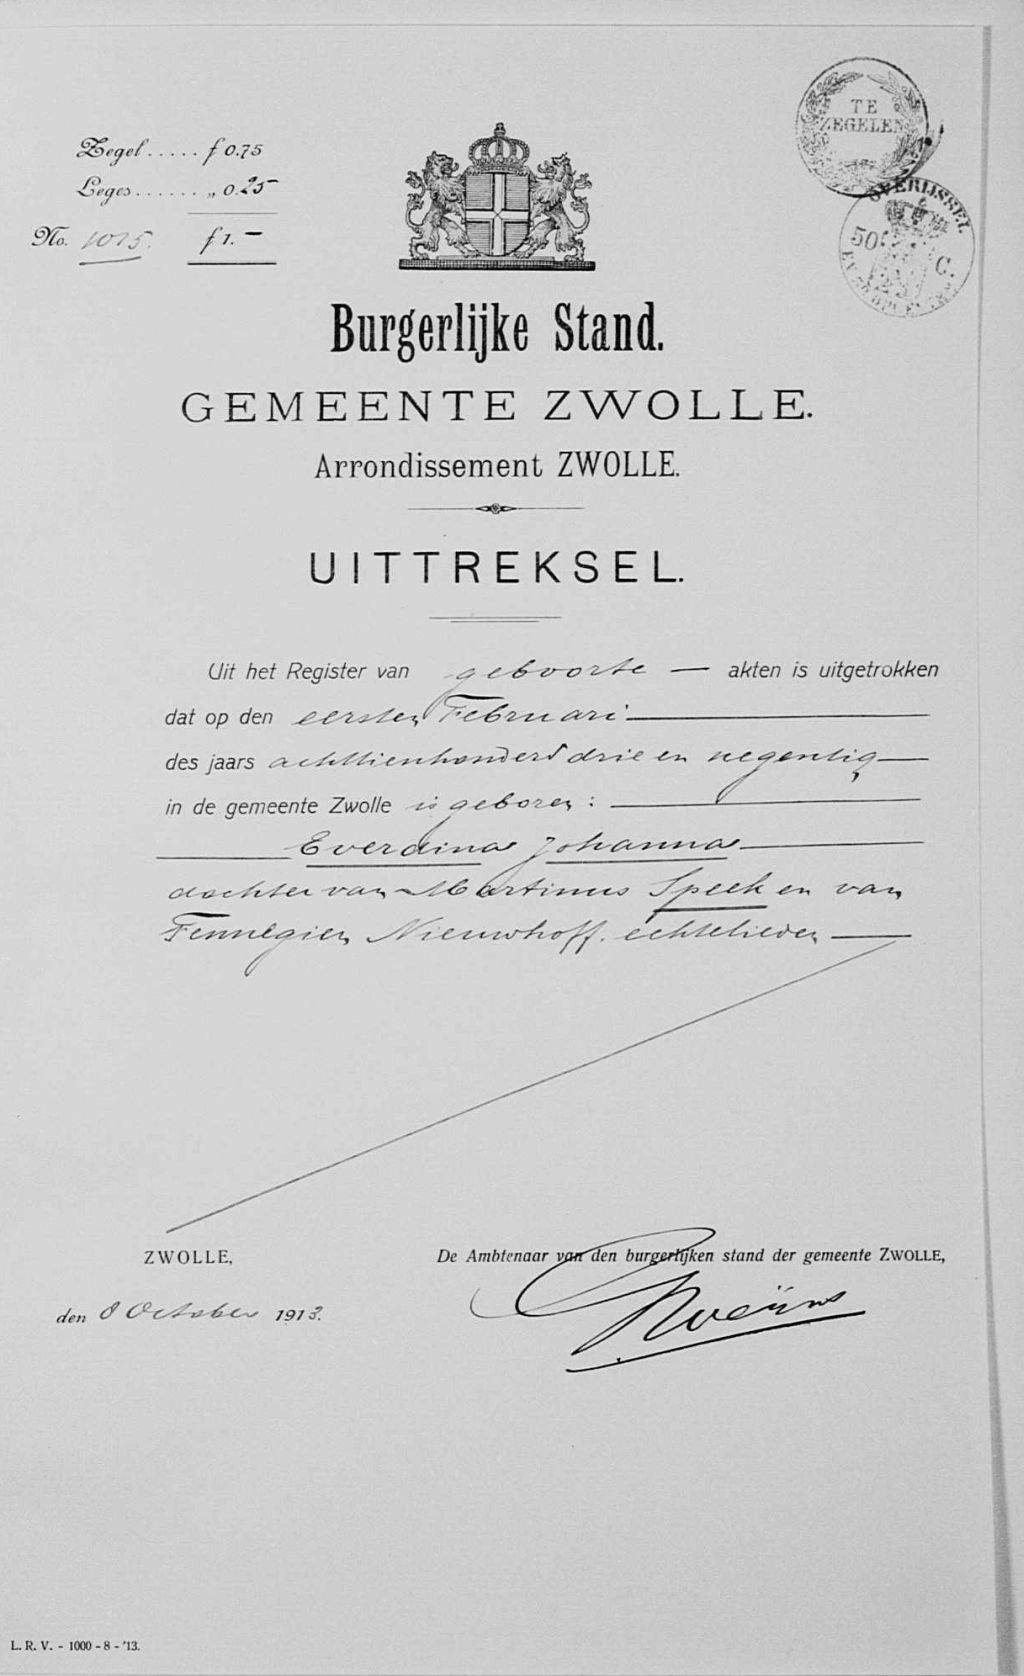 Zegel . . . . . f 0.75
Leges . . . . . . „ 0.25
No. 1015. f 1.—
TE
ZEGELEN
OVERIJSSEL
50 C.
Burgerlijke Stand.
GEMEENTE ZWOLLE.
Arrondissement ZWOLLE.
UITTREKSEL.
Uit het Register van geboorte — akten is uitgetrokken
dat op den eersten Februari
des jaars achttienhonderd drie en negentig
in de gemeente Zwolle is geboren :
Everdina Johanna
dochter van Martinus Speek en van
Fennegien Nieuwhoff. echtelieden
ZWOLLE,
De Ambtenaar van den burgerlijken stand der gemeente ZWOLLE,
den 8 October 1913.
L. R. V. - 1000 - 8 - '13.